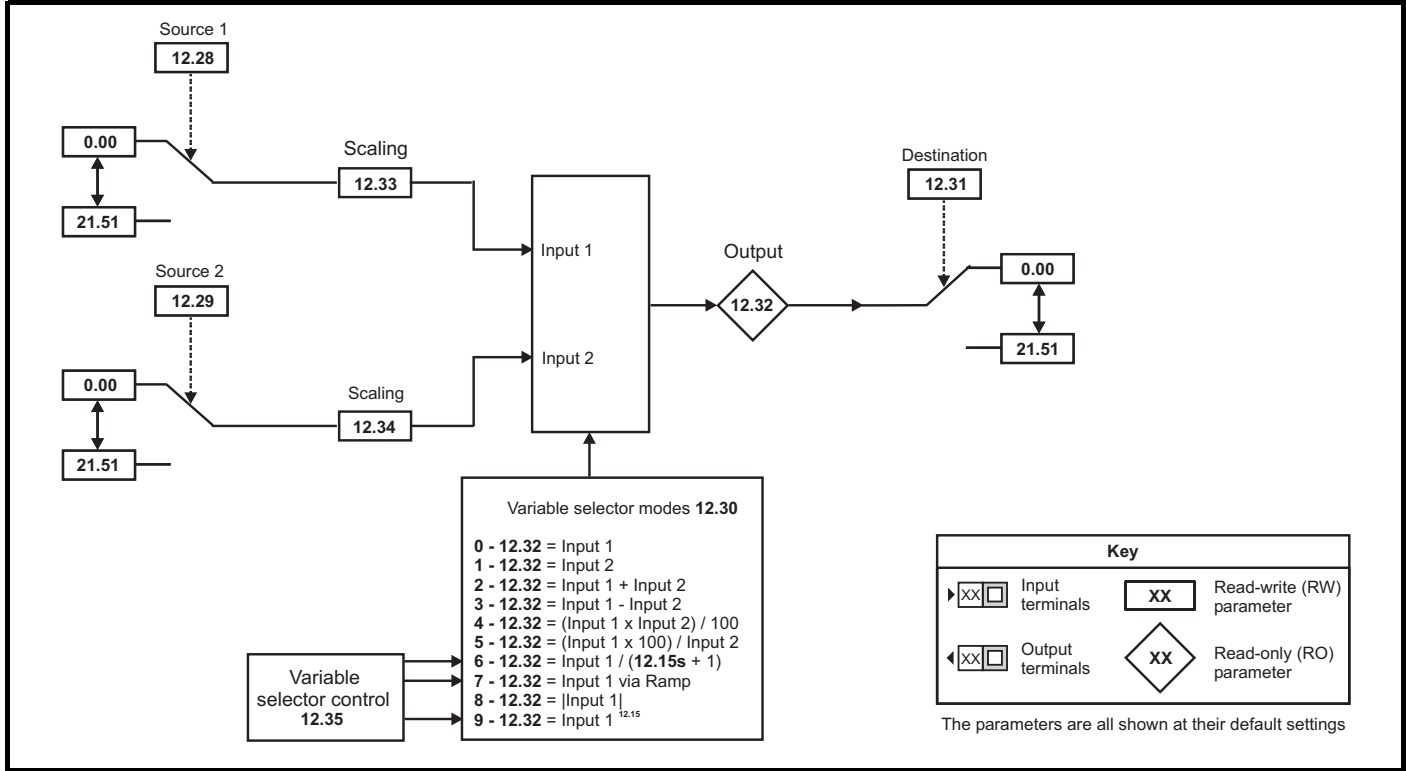 Source 1
12.28
0.00
21.51
Scaling
12.33
Source 2
12.29
0.00
21.51
Scaling
12.34
Input 1
Input 2
Output
12.32
Destination
12.31
0.00
21.51
Variable selector modes 12.30
0 - 12.32 = Input 1
1 - 12.32 = Input 2
2 - 12.32 = Input 1 + Input 2
3 - 12.32 = Input 1 - Input 2
4 - 12.32 = (Input 1 x Input 2) / 100
5 - 12.32 = (Input 1 x 100) / Input 2
6 - 12.32 = Input 1 / (12.15s + 1)
7 - 12.32 = Input 1 via Ramp
8 - 12.32 = |Input 1|
9 - 12.32 = Input 1 12.15
Variable
selector control
12.35
Key
XX
Input
terminals
XX
Read-write (RW)
parameter
XX
Output
terminals
XX
Read-only (RO)
parameter
The parameters are all shown at their default settings